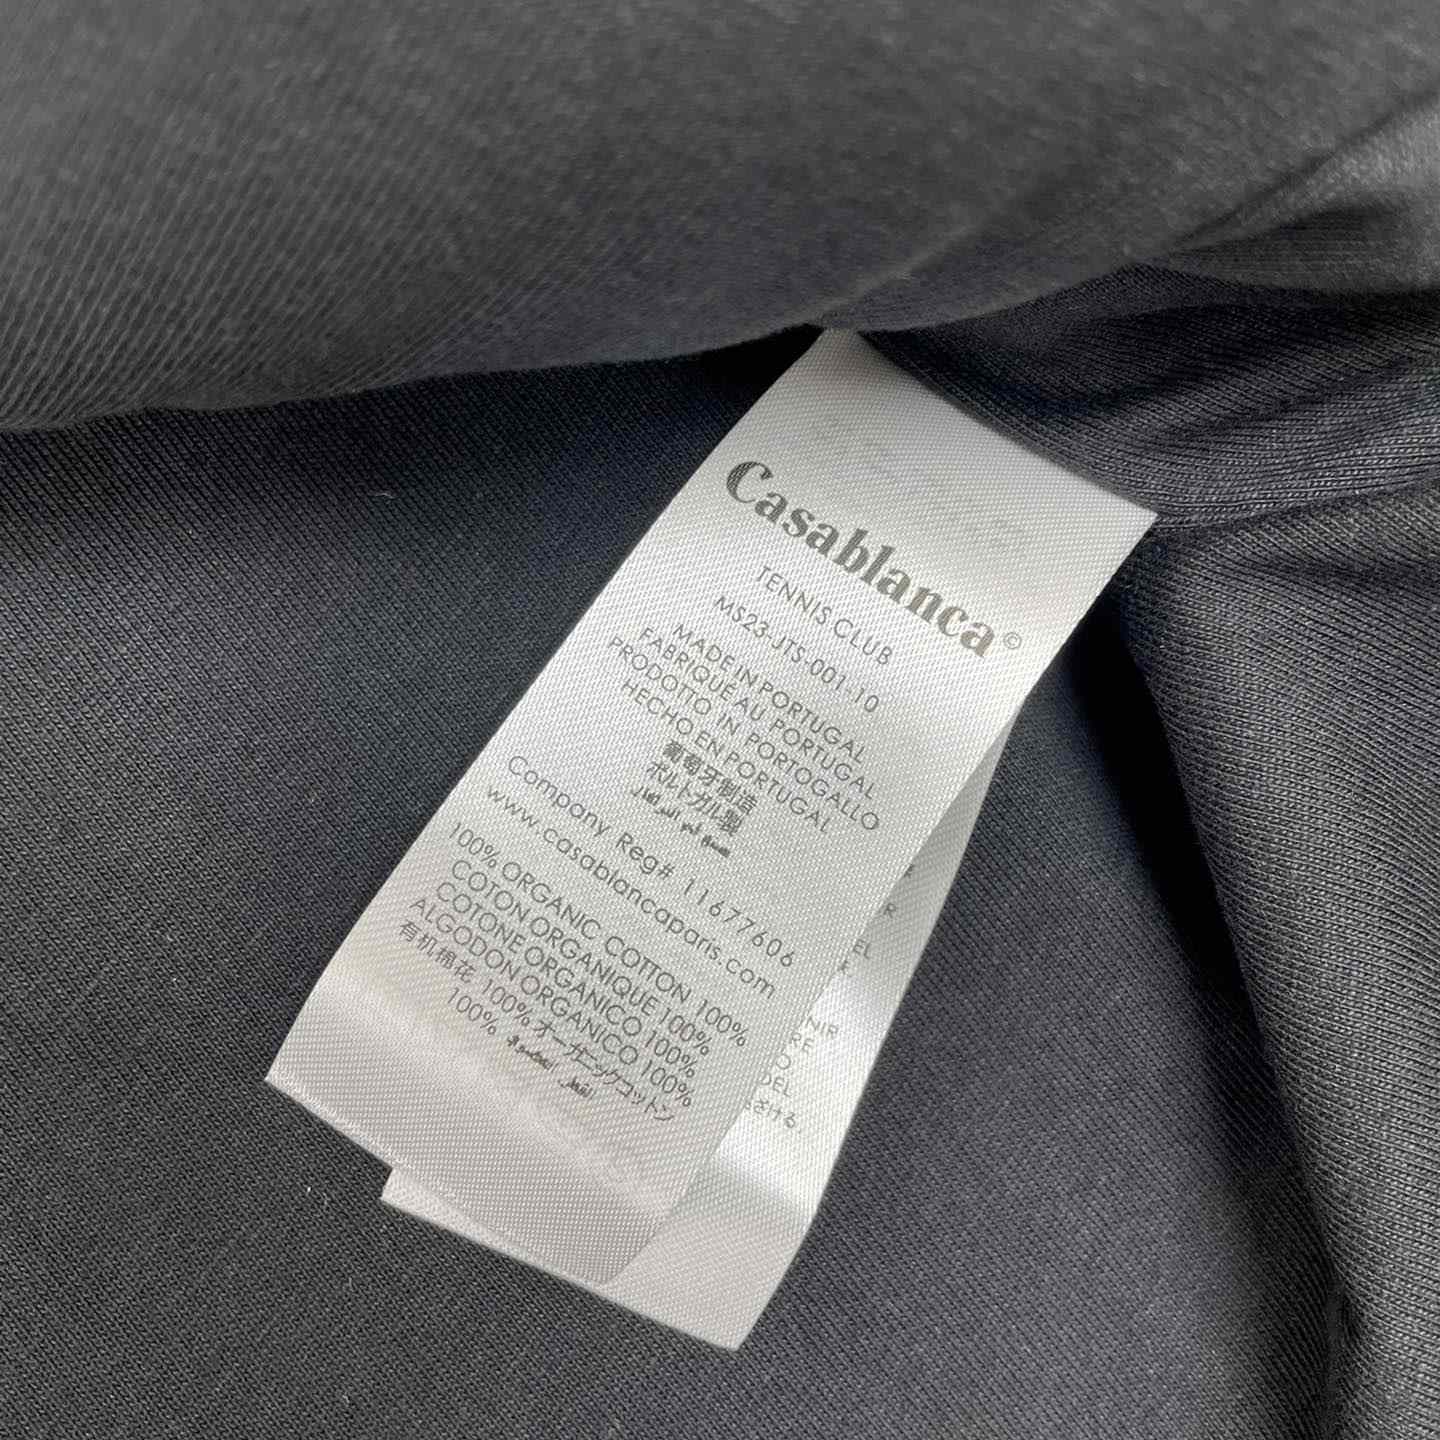 Casablanca©
TENNIS CLUB
MS23-JTS-001-10
MADE IN PORTUGAL
FABRIQUÉ AU PORTUGAL
PRODOTTO IN PORTOGALLO
HECHO EN PORTUGAL
葡萄牙制造
ポルトガル製
Company Reg# 11677606
www.casablancaparis.com
100% ORGANIC COTTON 100%
COTON ORGANIQUE 100%
COTONE ORGANICO 100%
ALGODON ORGANICO 100%
有机棉花 100% オーガニックコットン
100%